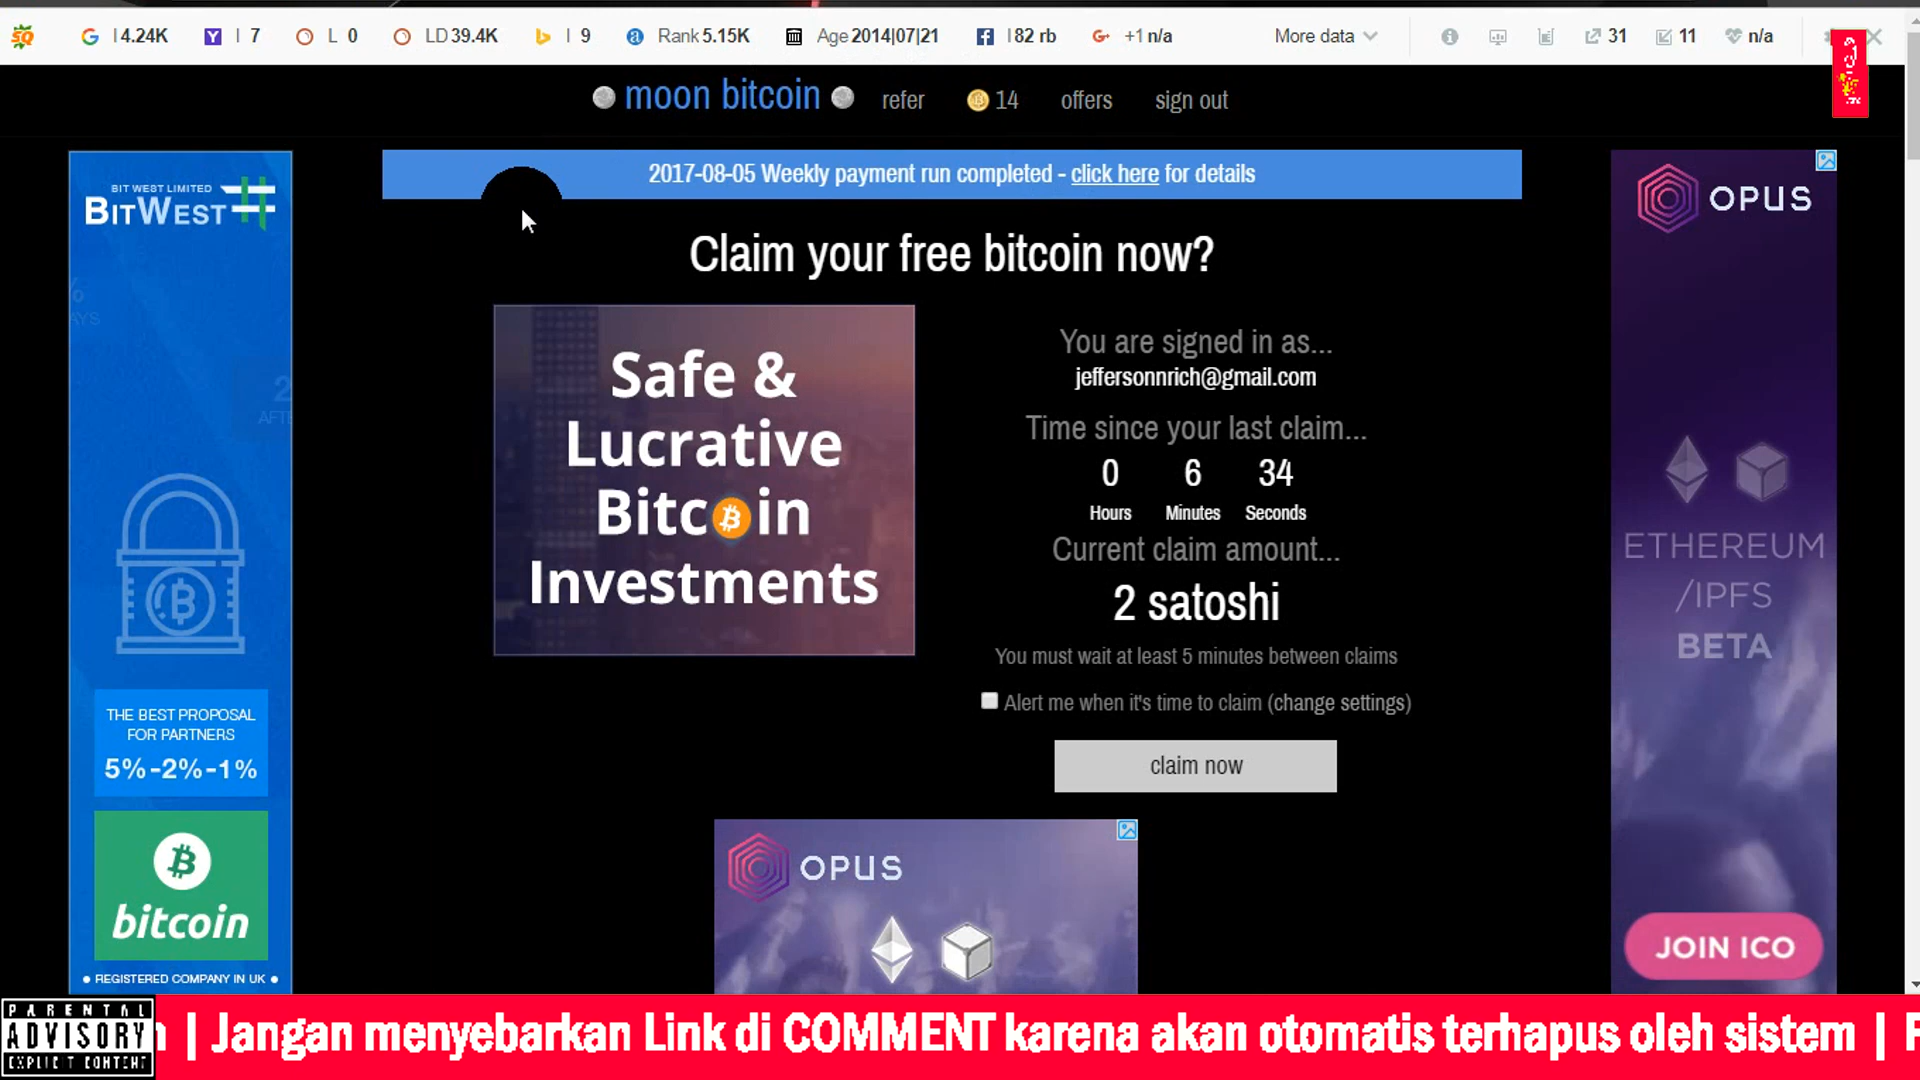 SQ I 4.24K I 7 L 0 LD 39.4K I 9 Rank 5.15K Age 2014|07|21 I 82 rb +1 n/a More data 31 11 n/a
moon bitcoin refer 14 offers sign out
2017-08-05 Weekly payment run completed - click here for details
BIT WEST LIMITED
BITWEST
Claim your free bitcoin now?
Safe &
Lucrative
Bitcoin
Investments
You are signed in as...
jeffersonnrich@gmail.com
Time since your last claim...
0 6 34
Hours Minutes Seconds
Current claim amount...
2 satoshi
You must wait at least 5 minutes between claims
Alert me when it's time to claim (change settings)
claim now
THE BEST PROPOSAL
FOR PARTNERS
5%-2%-1%
bitcoin
• REGISTERED COMPANY IN UK •
OPUS
OPUS
ETHEREUM
/IPFS
BETA
JOIN ICO
PARENTAL
ADVISORY
EXPLICIT CONTENT
| Jangan menyebarkan Link di COMMENT karena akan otomatis terhapus oleh sistem |